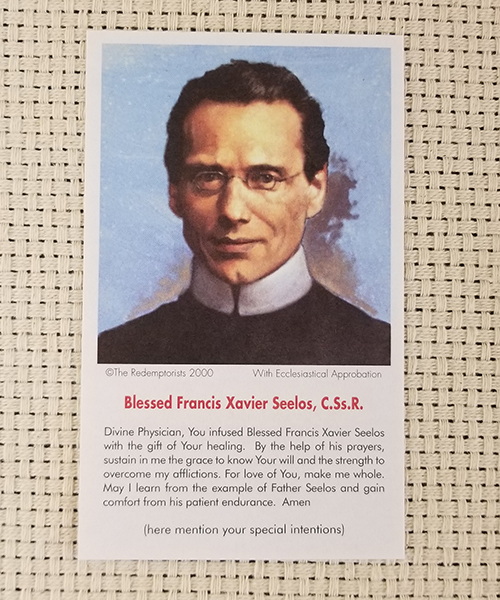 ©The Redemptorists 2000 With Ecclesiastical Approbation
Blessed Francis Xavier Seelos, C.Ss.R.
Divine Physician, You infused Blessed Francis Xavier Seelos
with the gift of Your healing. By the help of his prayers,
sustain in me the grace to know Your will and the strength to
overcome my afflictions. For love of You, make me whole.
May I learn from the example of Father Seelos and gain
comfort from his patient endurance. Amen
(here mention your special intentions)